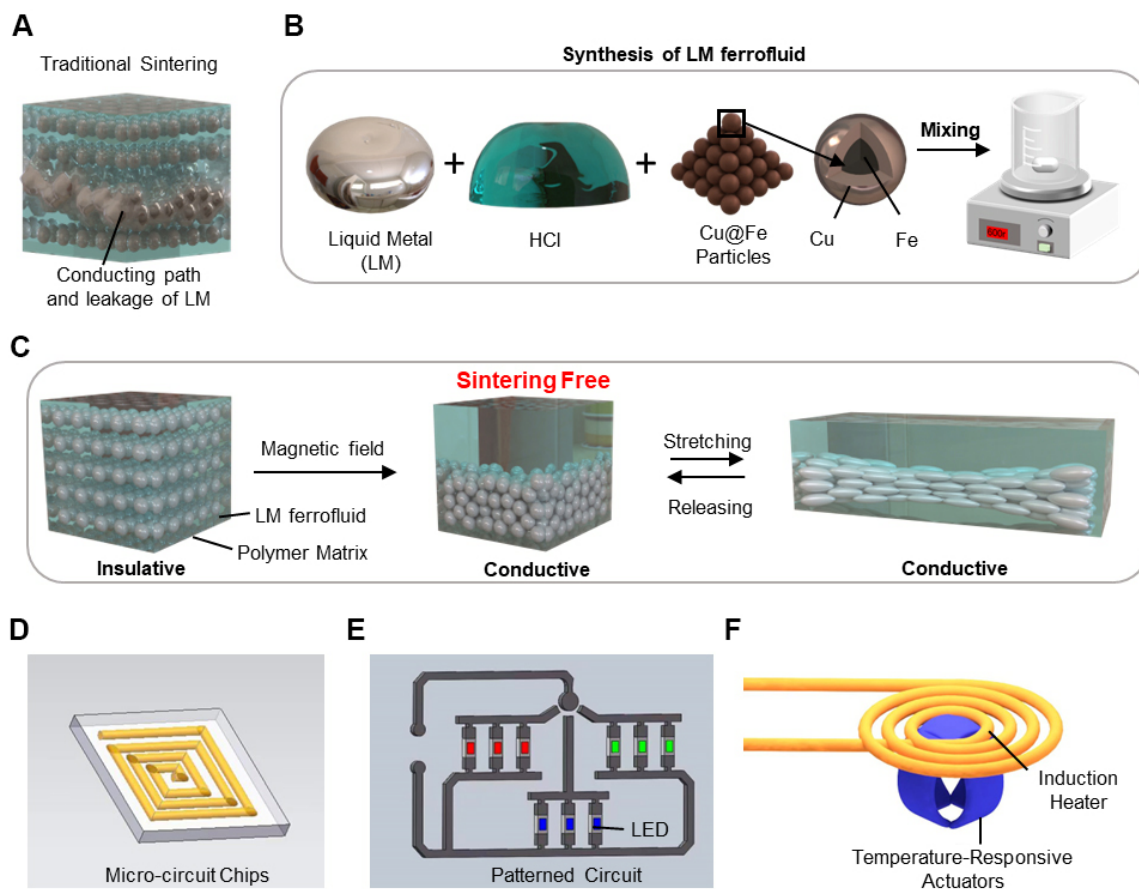 A
Traditional Sintering
Conducting path
and leakage of LM
B
Synthesis of LM ferrofluid
Liquid Metal
(LM)
HCl
Cu@Fe
Particles
Cu
Fe
Mixing
600r
C
Sintering Free
Magnetic field
Stretching
Releasing
LM ferrofluid
Polymer Matrix
Insulative
Conductive
Conductive
D
Micro-circuit Chips
E
LED
Patterned Circuit
F
Induction
Heater
Temperature-Responsive
Actuators